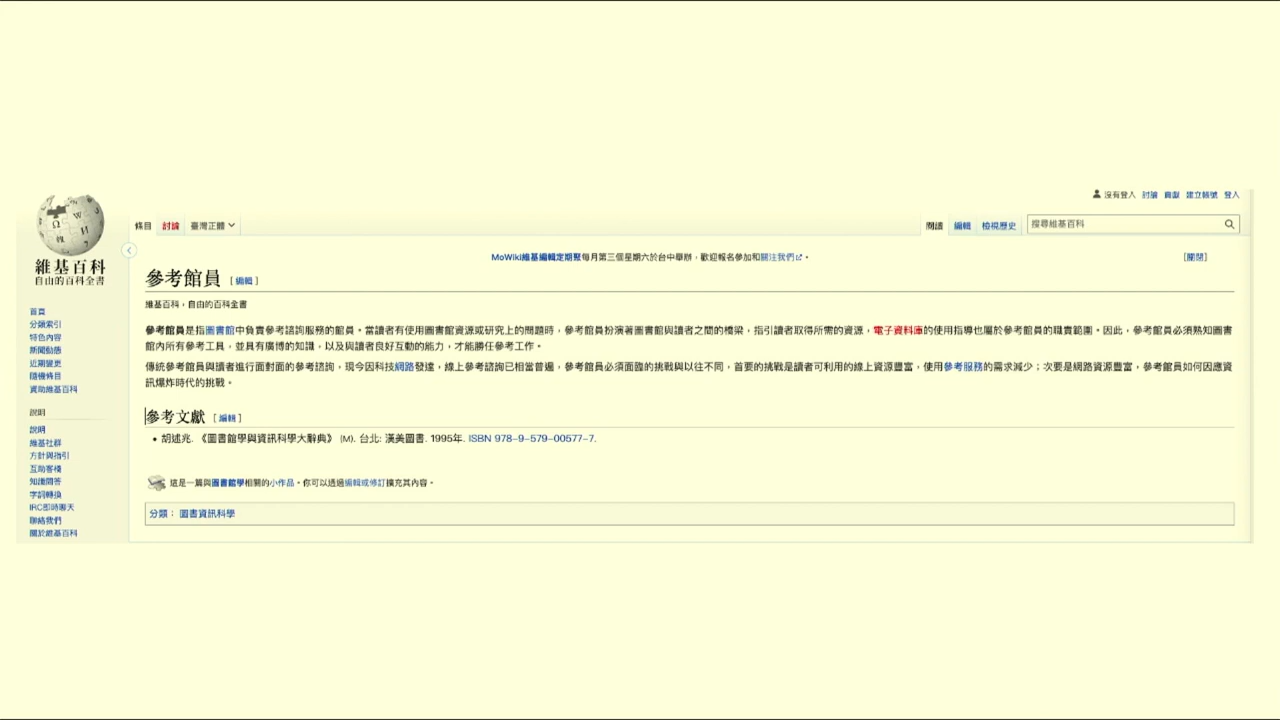 沒有登入 討論 貢獻 建立帳號 登入
條目 討論 臺灣正體 閱讀 編輯 檢視歷史 搜尋維基百科
維基百科
自由的百科全書
MoWiki維基編輯定期聚每月第三個星期六於台中舉辦,歡迎報名參加和關注我們。 [關閉]
參考館員 [編輯]
維基百科,自由的百科全書
參考館員是指圖書館中負責參考諮詢服務的館員。當讀者有使用圖書館資源或研究上的問題時,參考館員扮演著圖書館與讀者之間的橋梁,指引讀者取得所需的資源,電子資料庫的使用指導也屬於參考館員的職責範圍。因此,參考館員必須熟知圖書
館內所有參考工具,並具有廣博的知識,以及與讀者良好互動的能力,才能勝任參考工作。
傳統參考館員與讀者進行面對面的參考諮詢,現今因科技網路發達,線上參考諮詢已相當普遍,參考館員必須面臨的挑戰與以往不同,首要的挑戰是讀者可利用的線上資源豐富,使用參考服務的需求減少;次要是網路資源豐富,參考館員如何因應資
訊爆炸時代的挑戰。
參考文獻 [編輯]
• 胡述兆. 《圖書館學與資訊科學大辭典》 (M). 台北: 漢美圖書. 1995年. ISBN 978-9-579-00577-7.
這是一篇與圖書館學相關的小作品。你可以透過編輯或修訂擴充其內容。
分類: 圖書資訊科學
首頁
分類索引
特色內容
新聞動態
近期變更
隨機條目
資助維基百科
說明
說明
維基社群
方針與指引
互助客棧
知識問答
字詞轉換
IRC即時聊天
聯絡我們
關於維基百科